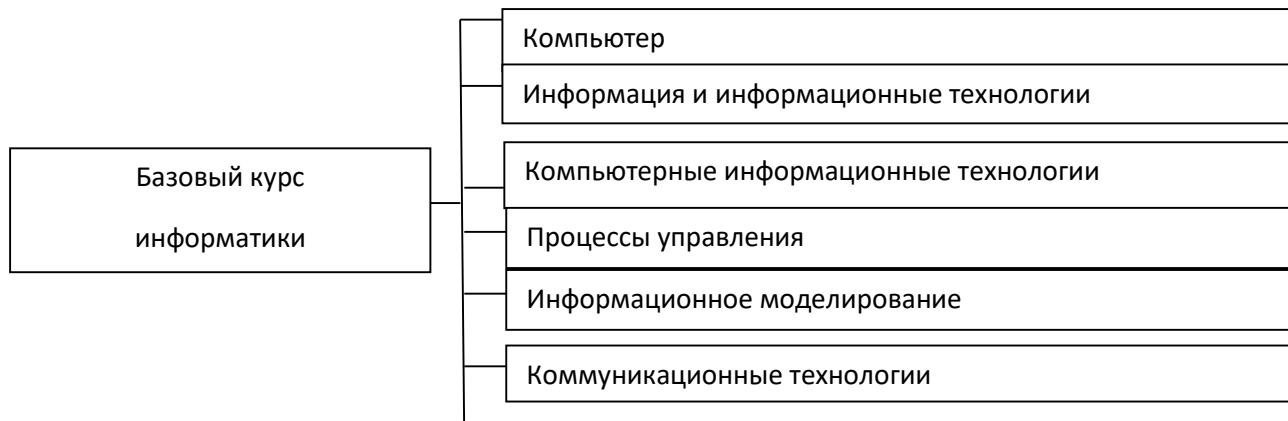 Компьютер
Информация и информационные технологии
Базовый курс
информатики
Компьютерные информационные технологии
Процессы управления
Информационное моделирование
Коммуникационные технологии